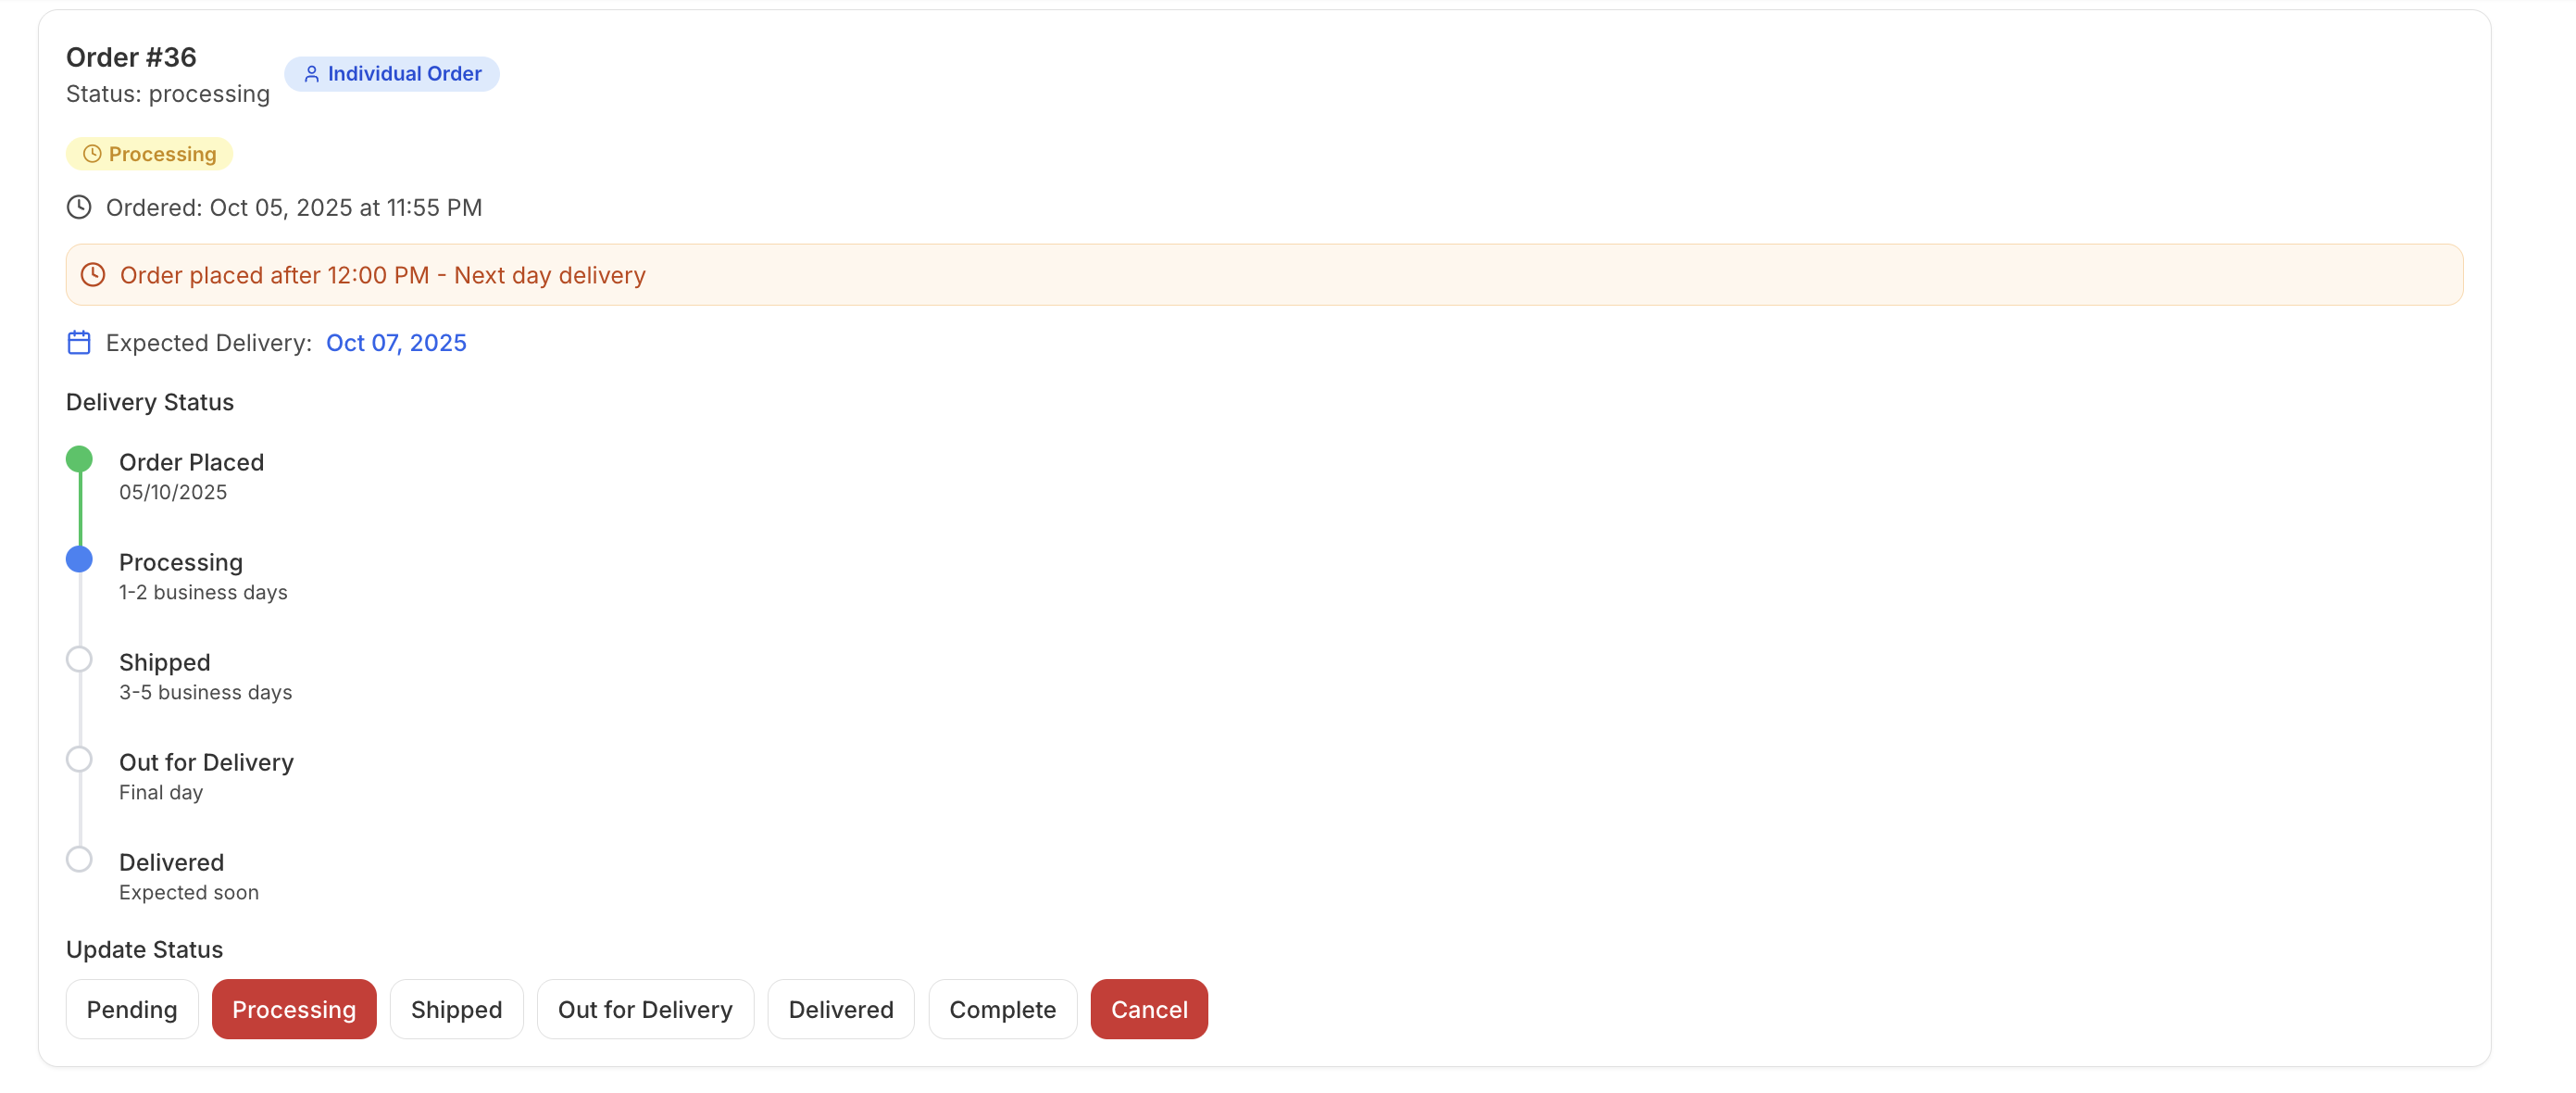 Order #36
Status: processing
Individual Order
Processing
Ordered: Oct 05, 2025 at 11:55 PM
Order placed after 12:00 PM - Next day delivery
Expected Delivery: Oct 07, 2025
Delivery Status
Order Placed
05/10/2025
Processing
1-2 business days
Shipped
3-5 business days
Out for Delivery
Final day
Delivered
Expected soon
Update Status
Pending Processing Shipped Out for Delivery Delivered Complete Cancel